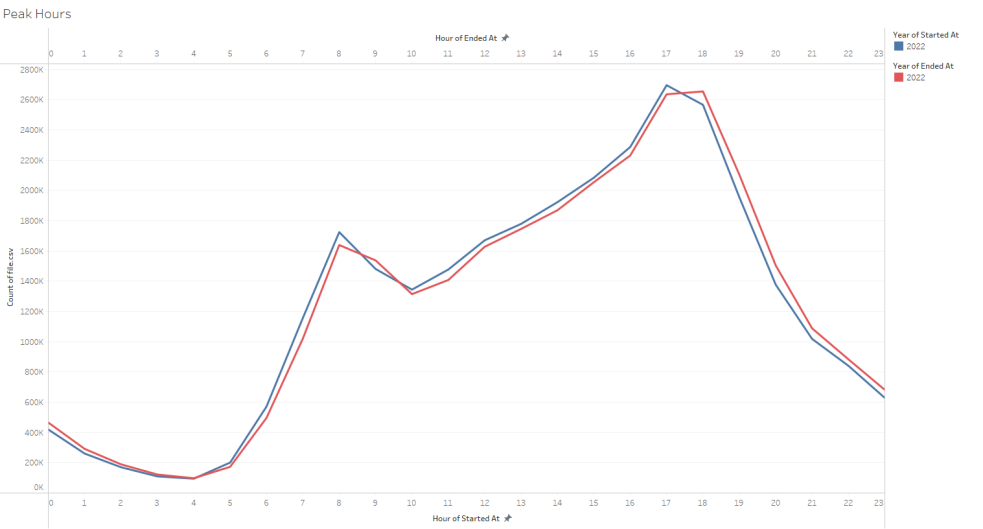 Peak Hours
Hour of Ended At
0 1 2 3 4 5 6 7 8 9 10 11 12 13 14 15 16 17 18 19 20 21 22 23
Year of Started At
2022
Year of Ended At
2022
2800K
2600K
2400K
2200K
2000K
1800K
1600K
1400K
1200K
1000K
800K
600K
400K
200K
0K
Count of file.csv
0 1 2 3 4 5 6 7 8 9 10 11 12 13 14 15 16 17 18 19 20 21 22 23
Hour of Started At